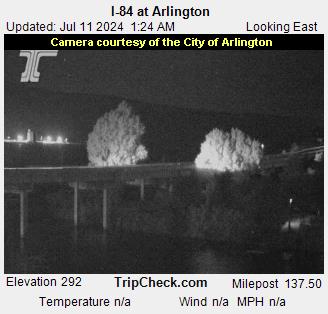 I-84 at Arlington
Updated: Jul 11 2024 1:24 AM Looking East
Camera courtesy of the City of Arlington
Elevation 292 TripCheck.com Milepost 137.50
Temperature n/a Wind n/a MPH n/a